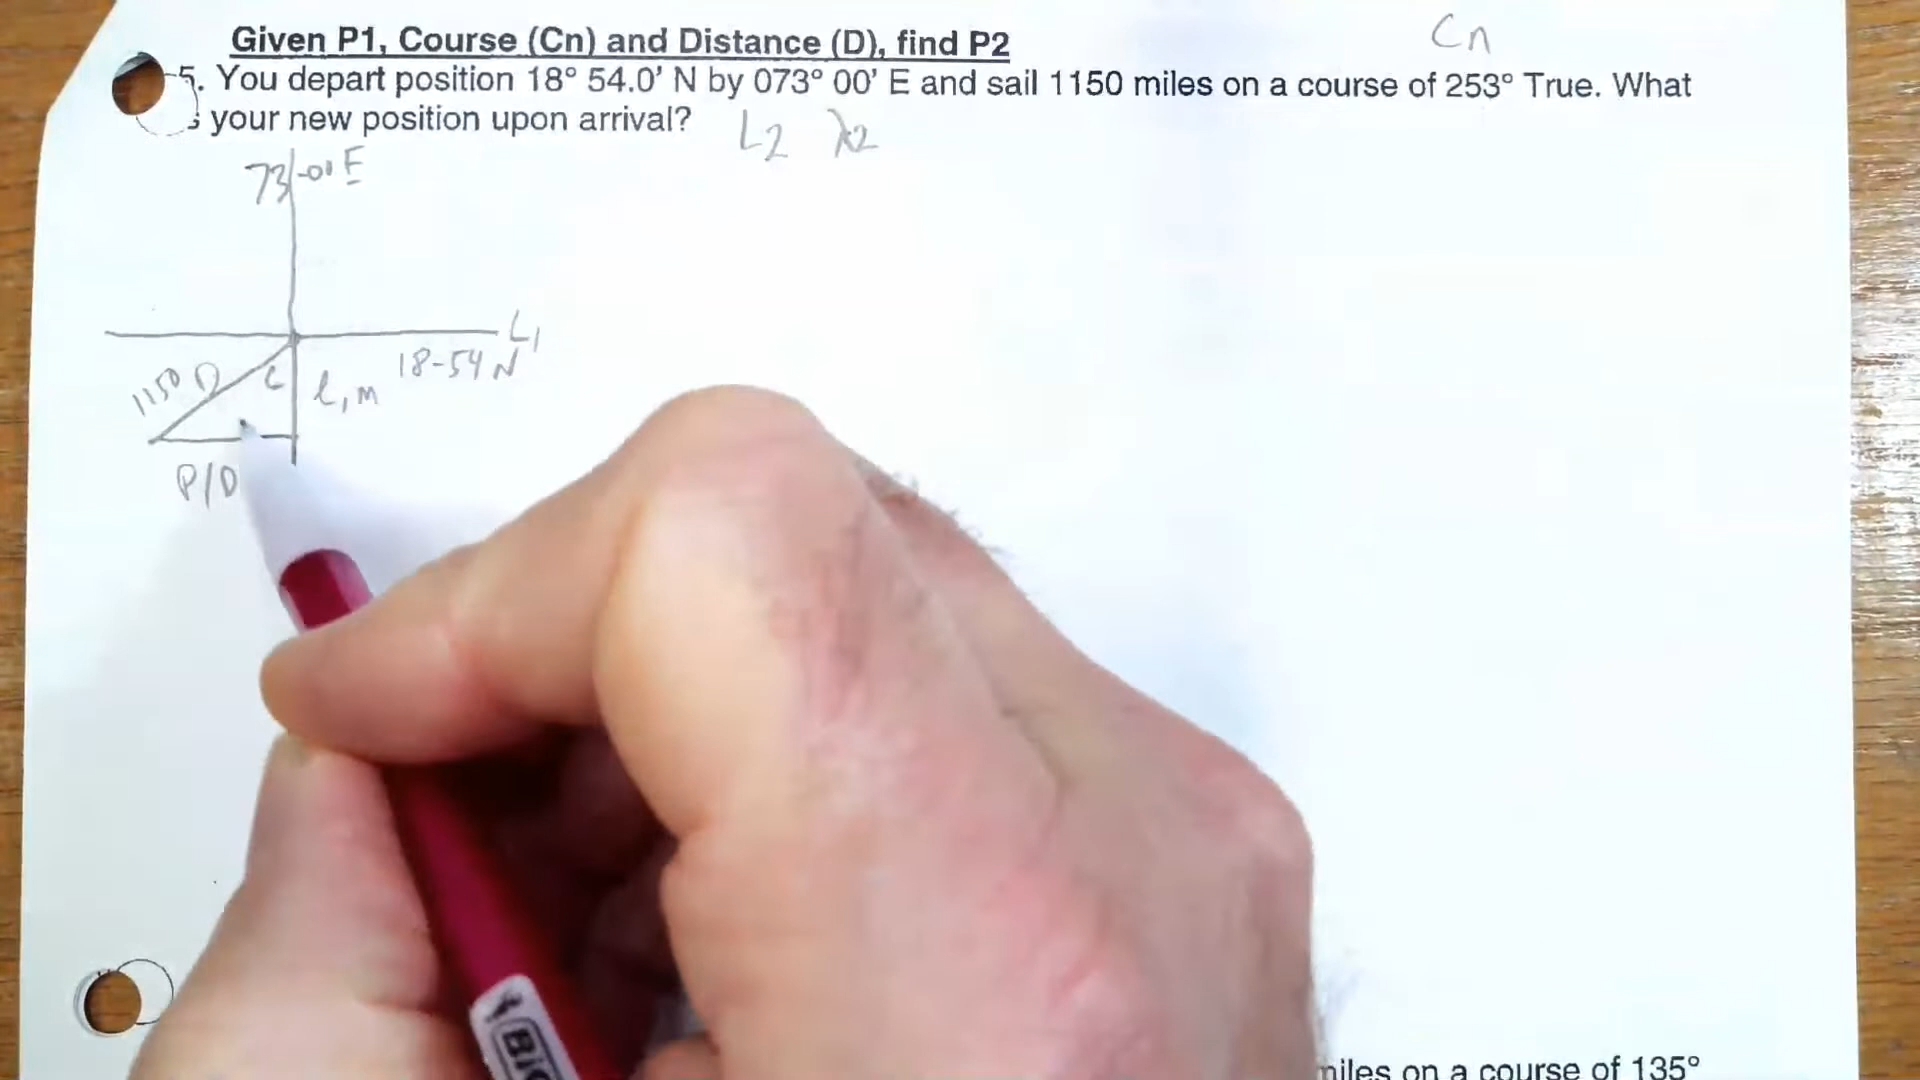 Cn
Given P1, Course (Cn) and Distance (D), find P2
5. You depart position 18° 54.0' N by 073° 00' E and sail 1150 miles on a course of 253° True. What
s your new position upon arrival? L2 λ2
73-00 E
L1
18-54 N
1150 D C l, m
P/D
BIC
miles on a course of 135°